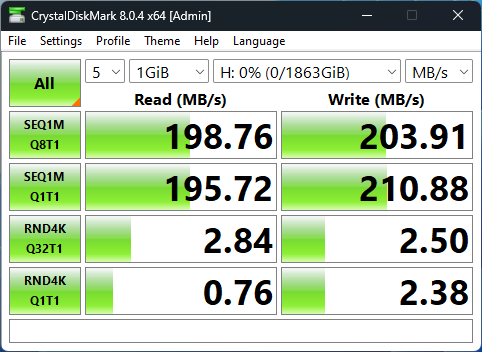 CrystalDiskMark 8.0.4 x64 [Admin]
File Settings Profile Theme Help Language
All 5 1GiB H: 0% (0/1863GiB) MB/s
Read (MB/s) Write (MB/s)
SEQ1M
Q8T1 198.76 203.91
SEQ1M
Q1T1 195.72 210.88
RND4K
Q32T1 2.84 2.50
RND4K
Q1T1 0.76 2.38